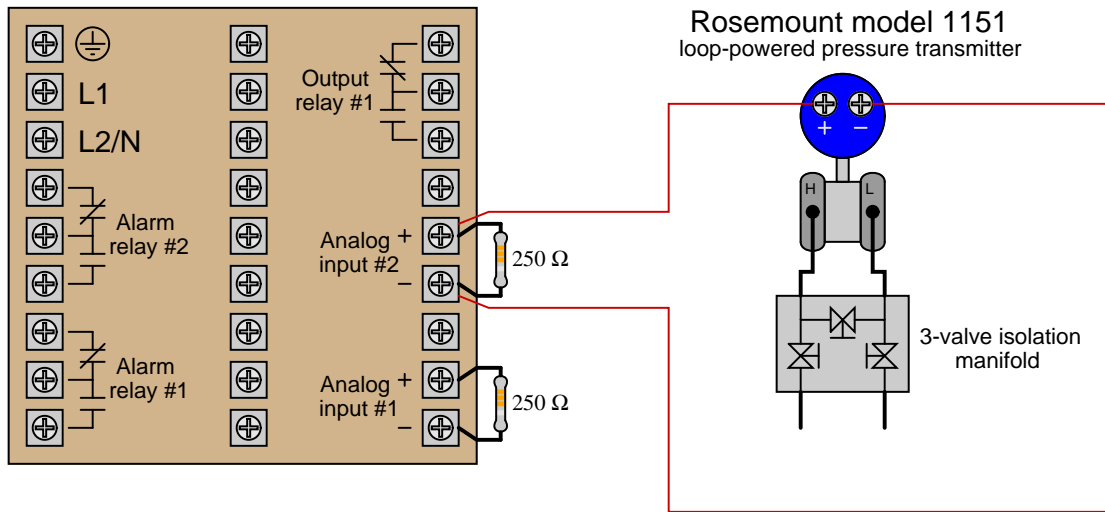 Rosemount model 1151
loop-powered pressure transmitter
L1
L2/N
Output
relay #1
+ −
H L
Alarm
relay #2
Analog
input #2
+
−
250 Ω
3-valve isolation
manifold
Alarm
relay #1
Analog
input #1
+
−
250 Ω